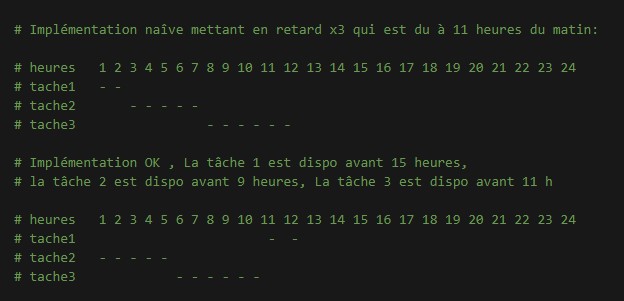 # Implémentation naîve mettant en retard x3 qui est du à 11 heures du matin:
# heures   1 2 3 4 5 6 7 8 9 10 11 12 13 14 15 16 17 18 19 20 21 22 23 24
# tache1   - -
# tache2       - - - - -
# tache3                 - - - - - -
# Implémentation OK , La tâche 1 est dispo avant 15 heures,
# la tâche 2 est dispo avant 9 heures, La tâche 3 est dispo avant 11 h
# heures   1 2 3 4 5 6 7 8 9 10 11 12 13 14 15 16 17 18 19 20 21 22 23 24
# tache1                         -  -
# tache2   - - - - -
# tache3             - - - - - -